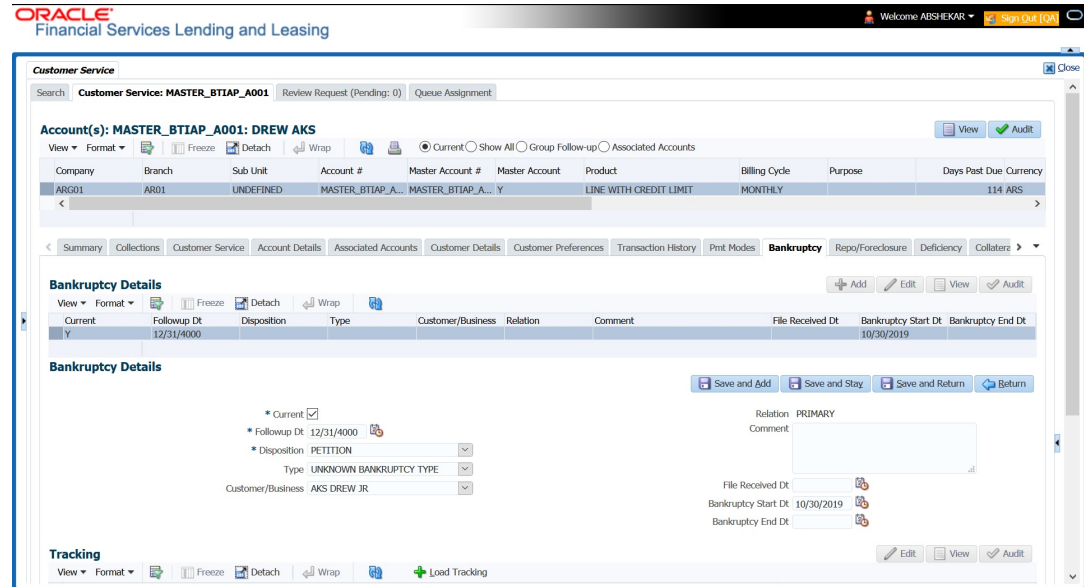 ORACLE
Financial Services Lending and Leasing
Welcome ABSHEKAR
Sign Out [QA]
Close
Customer Service
Search Customer Service: MASTER_BTIAP_A001 Review Request (Pending: 0) Queue Assignment
Account(s): MASTER_BTIAP_A001: DREW AKS
View Audit
View Format Freeze Detach Wrap Current Show All Group Follow-up Associated Accounts
Company Branch Sub Unit Account # Master Account # Master Account Product Billing Cycle Purpose Days Past Due Currency
ARG01 AR01 UNDEFINED MASTER_BTIAP_A... MASTER_BTIAP_A... Y LINE WITH CREDIT LIMIT MONTHLY 114 ARS
Summary Collections Customer Service Account Details Associated Accounts Customer Details Customer Preferences Transaction History Pmt Modes Bankruptcy Repo/Foreclosure Deficiency Collatera
Bankruptcy Details
Add Edit View Audit
View Format Freeze Detach Wrap
Current Followup Dt Disposition Type Customer/Business Relation Comment File Received Dt Bankruptcy Start Dt Bankruptcy End Dt
Y 12/31/4000 10/30/2019
Bankruptcy Details
Save and Add Save and Stay Save and Return Return
* Current
* Followup Dt 12/31/4000
* Disposition PETITION
Type UNKNOWN BANKRUPTCY TYPE
Customer/Business AKS DREW JR
Relation PRIMARY
Comment
File Received Dt
Bankruptcy Start Dt 10/30/2019
Bankruptcy End Dt
Tracking
Edit View Audit
View Format Freeze Detach Wrap Load Tracking